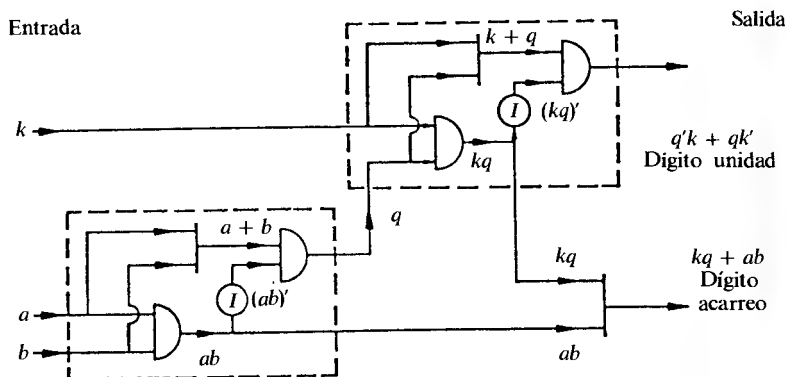 Entrada
Salida
k + q
I
(kq)'
k
kq
q'k + qk'
Dígito unidad
q
a + b
kq
kq + ab
Dígito
acarreo
I
(ab)'
a
b
ab
ab